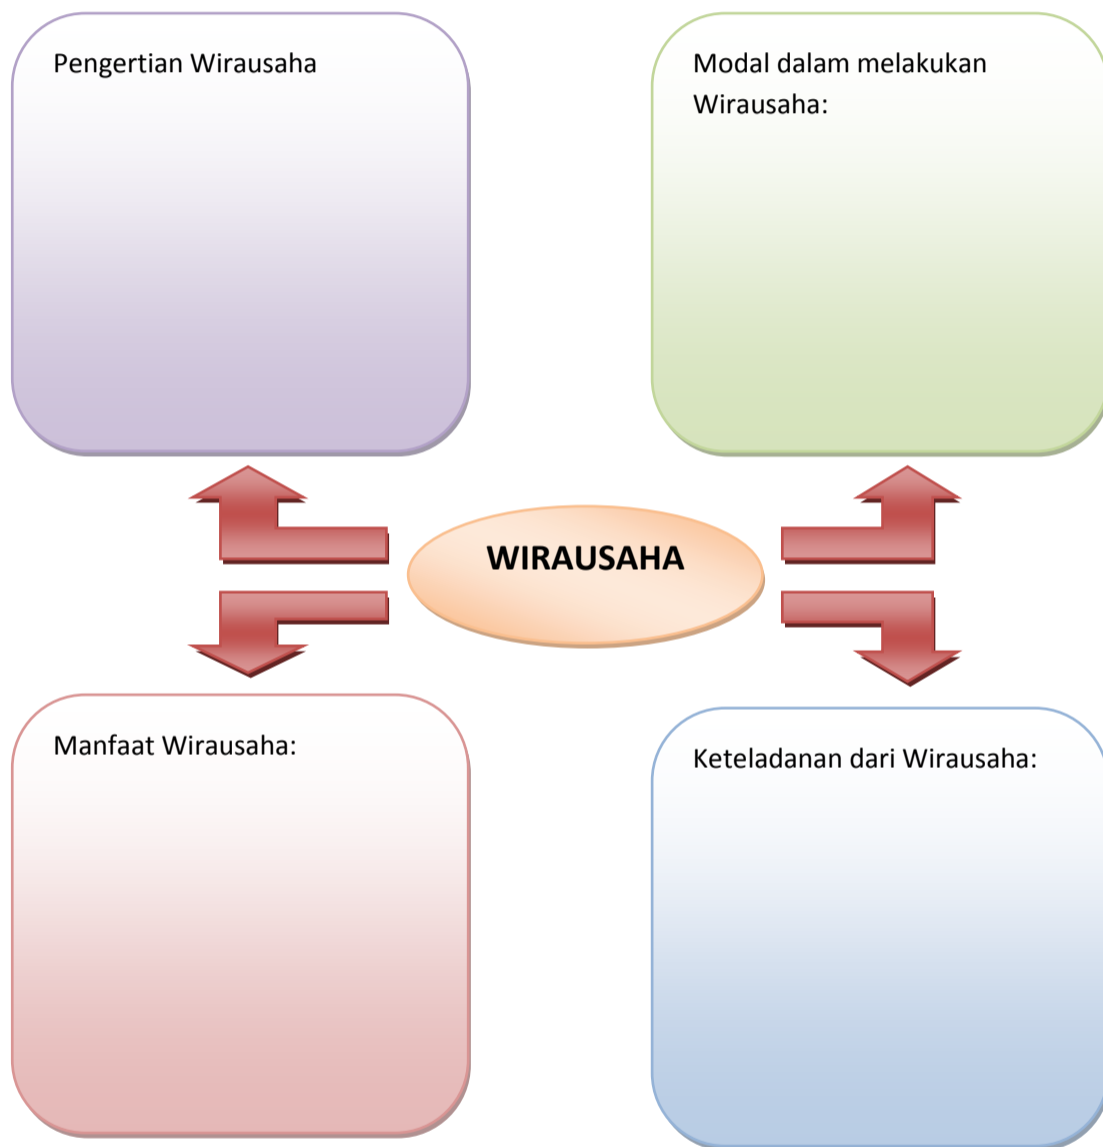 Pengertian Wirausaha
Modal dalam melakukan
Wirausaha:
WIRAUSAHA
Manfaat Wirausaha:
Keteladanan dari Wirausaha: